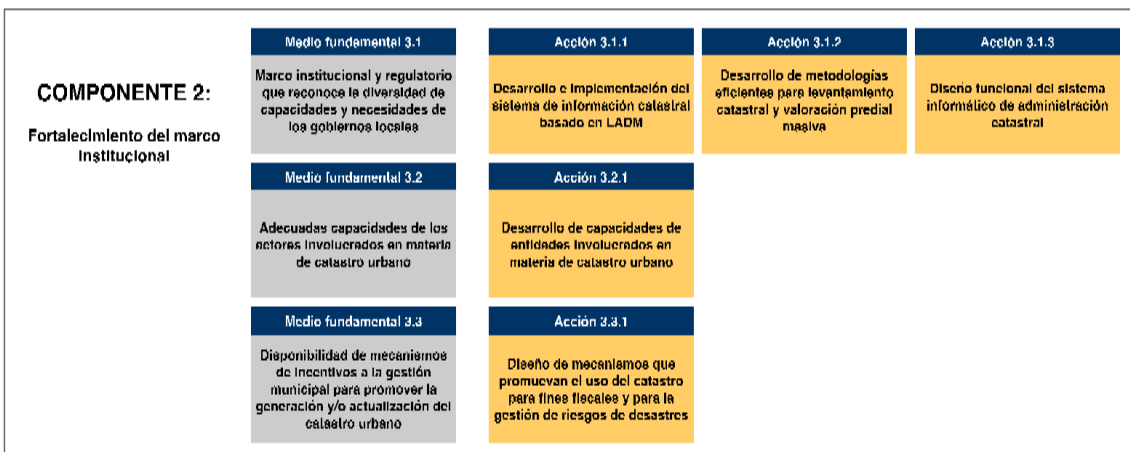 COMPONENTE 2:
Fortalecimiento del marco
institucional
Medio fundamental 3.1
Marco institucional y regulatorio
que reconoce la diversidad de
capacidades y necesidades de
los gobiernos locales
Acción 3.1.1
Desarrollo e implementación del
sistema de información catastral
basado en LADM
Acción 3.1.2
Desarrollo de metodologías
eficientes para levantamiento
catastral y valoración predial
masiva
Acción 3.1.3
Diseño funcional del sistema
informático de administración
catastral
Medio fundamental 3.2
Adecuadas capacidades de los
actores involucrados en materia
de catastro urbano
Acción 3.2.1
Desarrollo de capacidades de
entidades involucrados en
materia de catastro urbano
Medio fundamental 3.3
Disponibilidad de mecanismos
de incentivos a la gestión
municipal para promover la
generación y/o actualización del
catastro urbano
Acción 3.3.1
Diseño de mecanismos que
promuevan el uso del catastro
para fines fiscales y para la
gestión de riesgos de desastres